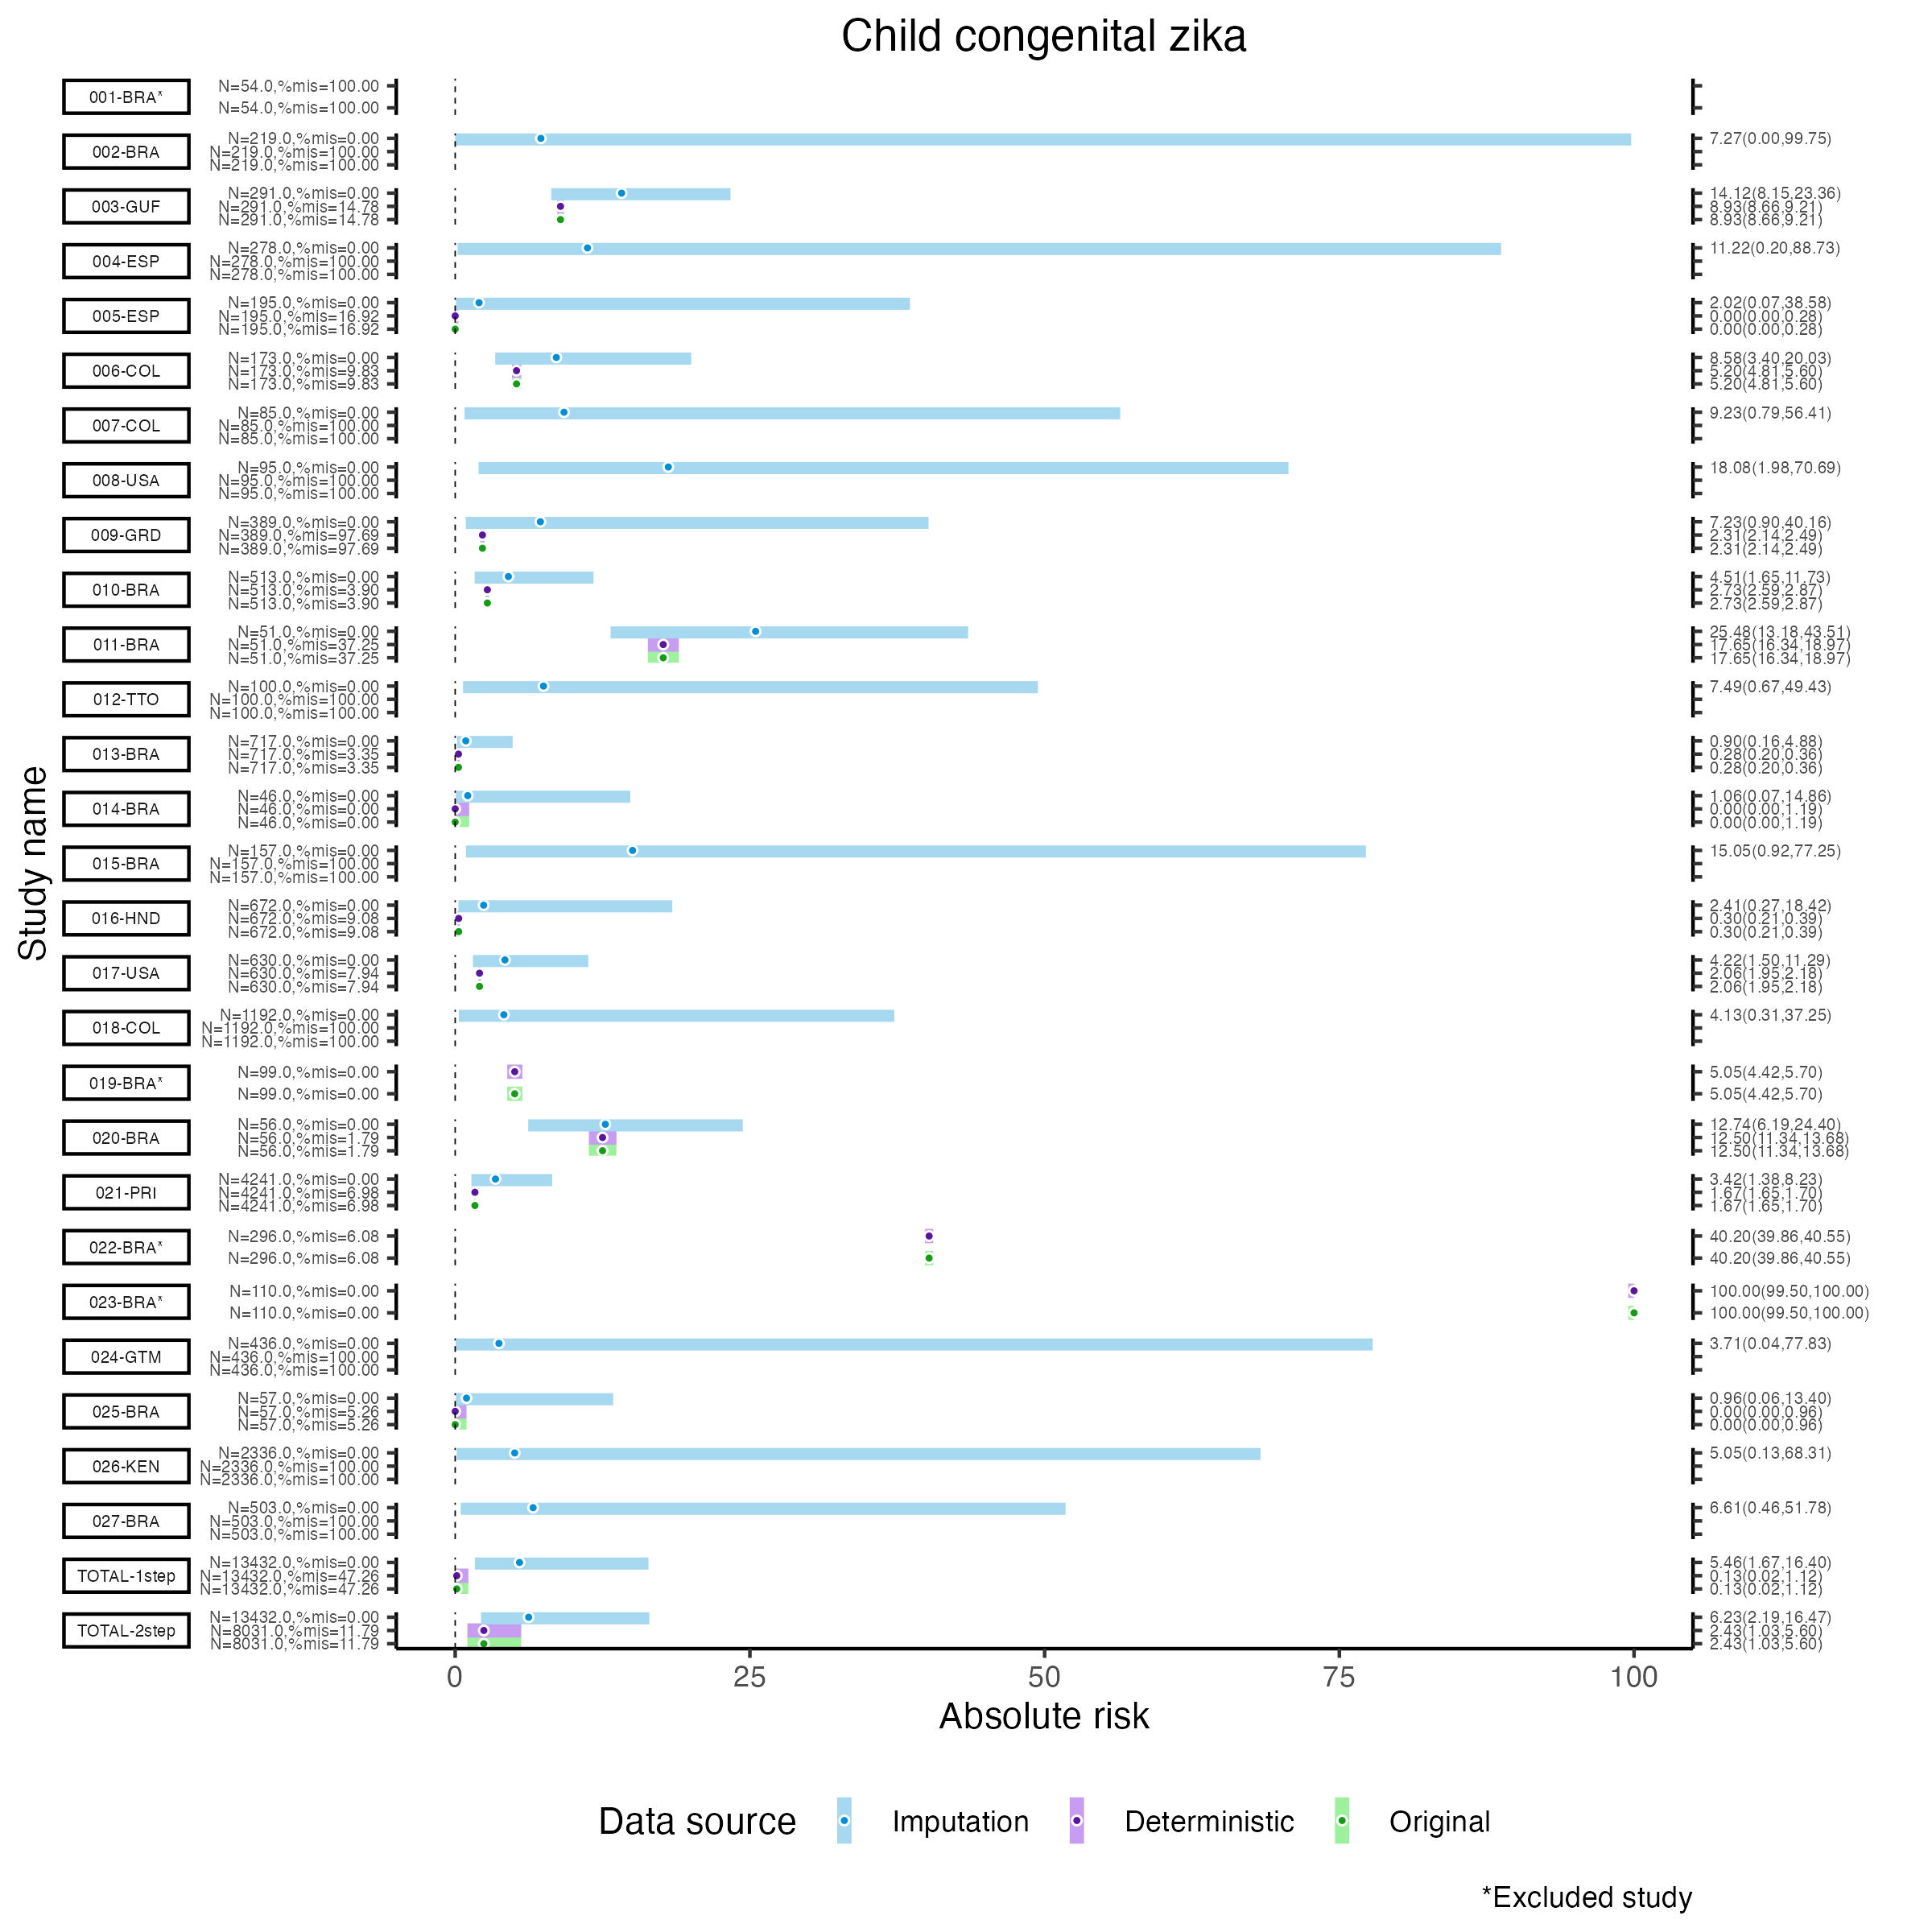 Child congenital zika
Study name
001-BRA*
N=54.0,%mis=100.00
N=54.0,%mis=100.00
002-BRA
N=219.0,%mis=0.00
N=219.0,%mis=100.00
N=219.0,%mis=100.00
7.27(0.00,99.75)
003-GUF
N=291.0,%mis=0.00
N=291.0,%mis=14.78
N=291.0,%mis=14.78
14.12(8.15,23.36)
8.93(8.66,9.21)
8.93(8.66,9.21)
004-ESP
N=278.0,%mis=0.00
N=278.0,%mis=100.00
N=278.0,%mis=100.00
11.22(0.20,88.73)
005-ESP
N=195.0,%mis=0.00
N=195.0,%mis=16.92
N=195.0,%mis=16.92
2.02(0.07,38.58)
0.00(0.00,0.28)
0.00(0.00,0.28)
006-COL
N=173.0,%mis=0.00
N=173.0,%mis=9.83
N=173.0,%mis=9.83
8.58(3.40,20.03)
5.20(4.81,5.60)
5.20(4.81,5.60)
007-COL
N=85.0,%mis=0.00
N=85.0,%mis=100.00
N=85.0,%mis=100.00
9.23(0.79,56.41)
008-USA
N=95.0,%mis=0.00
N=95.0,%mis=100.00
N=95.0,%mis=100.00
18.08(1.98,70.69)
009-GRD
N=389.0,%mis=0.00
N=389.0,%mis=97.69
N=389.0,%mis=97.69
7.23(0.90,40.16)
2.31(2.14,2.49)
2.31(2.14,2.49)
010-BRA
N=513.0,%mis=0.00
N=513.0,%mis=3.90
N=513.0,%mis=3.90
4.51(1.65,11.73)
2.73(2.59,2.87)
2.73(2.59,2.87)
011-BRA
N=51.0,%mis=0.00
N=51.0,%mis=37.25
N=51.0,%mis=37.25
25.48(13.18,43.51)
17.65(16.34,18.97)
17.65(16.34,18.97)
012-TTO
N=100.0,%mis=0.00
N=100.0,%mis=100.00
N=100.0,%mis=100.00
7.49(0.67,49.43)
013-BRA
N=717.0,%mis=0.00
N=717.0,%mis=3.35
N=717.0,%mis=3.35
0.90(0.16,4.88)
0.28(0.20,0.36)
0.28(0.20,0.36)
014-BRA
N=46.0,%mis=0.00
N=46.0,%mis=0.00
N=46.0,%mis=0.00
1.06(0.07,14.86)
0.00(0.00,1.19)
0.00(0.00,1.19)
015-BRA
N=157.0,%mis=0.00
N=157.0,%mis=100.00
N=157.0,%mis=100.00
15.05(0.92,77.25)
016-HND
N=672.0,%mis=0.00
N=672.0,%mis=9.08
N=672.0,%mis=9.08
2.41(0.27,18.42)
0.30(0.21,0.39)
0.30(0.21,0.39)
017-USA
N=630.0,%mis=0.00
N=630.0,%mis=7.94
N=630.0,%mis=7.94
4.22(1.50,11.29)
2.06(1.95,2.18)
2.06(1.95,2.18)
018-COL
N=1192.0,%mis=0.00
N=1192.0,%mis=100.00
N=1192.0,%mis=100.00
4.13(0.31,37.25)
019-BRA*
N=99.0,%mis=0.00
N=99.0,%mis=0.00
5.05(4.42,5.70)
5.05(4.42,5.70)
020-BRA
N=56.0,%mis=0.00
N=56.0,%mis=1.79
N=56.0,%mis=1.79
12.74(6.19,24.40)
12.50(11.34,13.68)
12.50(11.34,13.68)
021-PRI
N=4241.0,%mis=0.00
N=4241.0,%mis=6.98
N=4241.0,%mis=6.98
3.42(1.38,8.23)
1.67(1.65,1.70)
1.67(1.65,1.70)
022-BRA*
N=296.0,%mis=6.08
N=296.0,%mis=6.08
40.20(39.86,40.55)
40.20(39.86,40.55)
023-BRA*
N=110.0,%mis=0.00
N=110.0,%mis=0.00
100.00(99.50,100.00)
100.00(99.50,100.00)
024-GTM
N=436.0,%mis=0.00
N=436.0,%mis=100.00
N=436.0,%mis=100.00
3.71(0.04,77.83)
025-BRA
N=57.0,%mis=0.00
N=57.0,%mis=5.26
N=57.0,%mis=5.26
0.96(0.06,13.40)
0.00(0.00,0.96)
0.00(0.00,0.96)
026-KEN
N=2336.0,%mis=0.00
N=2336.0,%mis=100.00
N=2336.0,%mis=100.00
5.05(0.13,68.31)
027-BRA
N=503.0,%mis=0.00
N=503.0,%mis=100.00
N=503.0,%mis=100.00
6.61(0.46,51.78)
TOTAL-1step
N=13432.0,%mis=0.00
N=13432.0,%mis=47.26
N=13432.0,%mis=47.26
5.46(1.67,16.40)
0.13(0.02,1.12)
0.13(0.02,1.12)
TOTAL-2step
N=13432.0,%mis=0.00
N=8031.0,%mis=11.79
N=8031.0,%mis=11.79
6.23(2.19,16.47)
2.43(1.03,5.60)
2.43(1.03,5.60)
0 25 50 75 100
Absolute risk
Data source Imputation Deterministic Original
*Excluded study